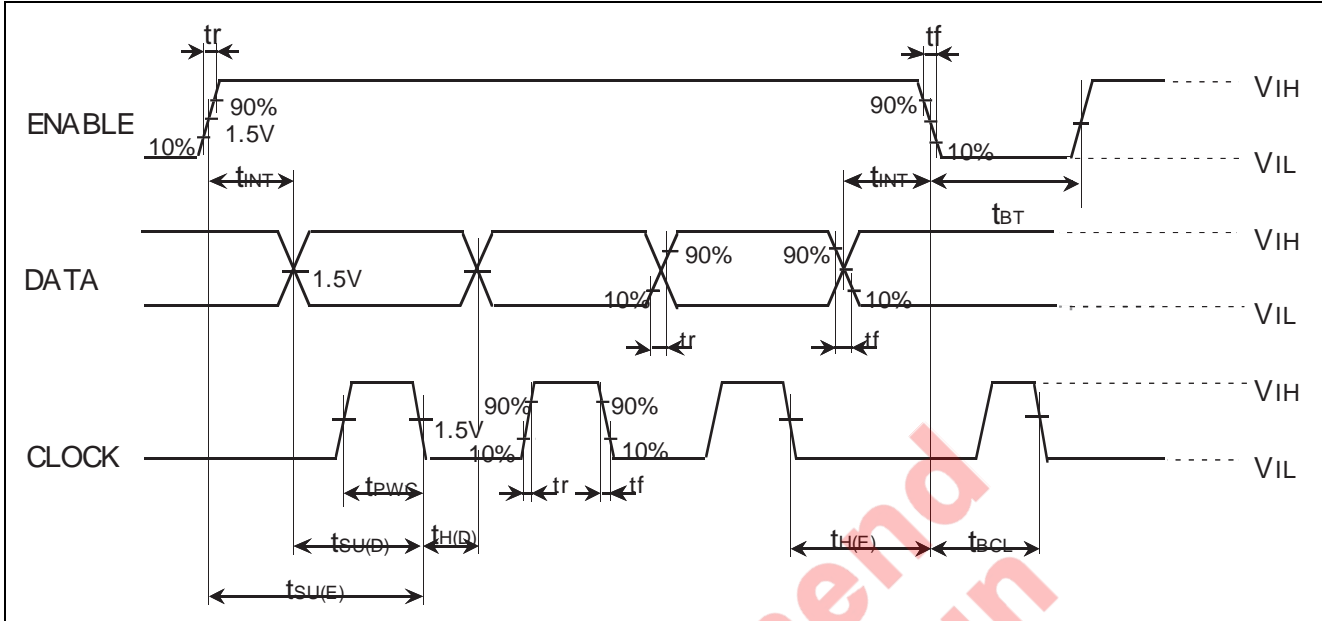 tr tf
90% 90% VIH
ENABLE 1.5V
10% 10% VIL
tINT tINT
tBT
VIH
90% 90%
DATA 1.5V
10% 10% VIL
tr tf
VIH
90% 90%
1.5V
CLOCK 10% 10% VIL
tPWC tr tf
tSU(D) tH(D) tH(E) tBCL
tSU(E)
end